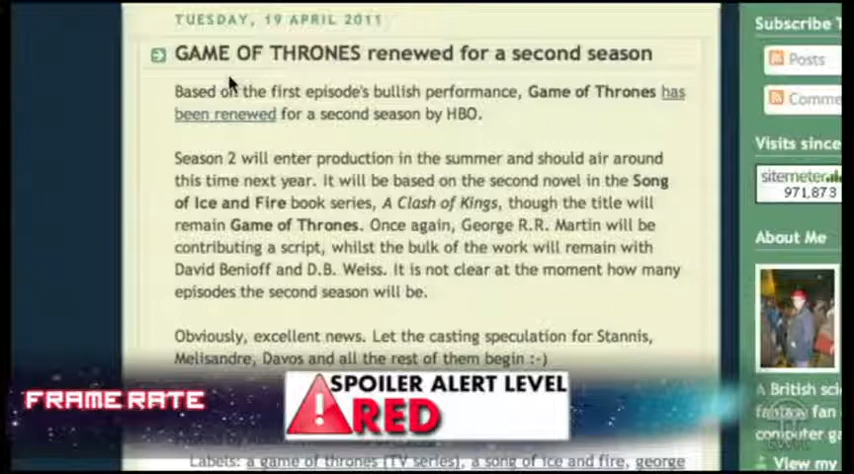 TUESDAY, 19 APRIL 2011
GAME OF THRONES renewed for a second season
Based on the first episode's bullish performance, Game of Thrones has
been renewed for a second season by HBO.
Season 2 will enter production in the summer and should air around
this time next year. It will be based on the second novel in the Song
of Ice and Fire book series, A Clash of Kings, though the title will
remain Game of Thrones. Once again, George R.R. Martin will be
contributing a script, whilst the bulk of the work will remain with
David Benioff and D.B. Weiss. It is not clear at the moment how many
episodes the second season will be.
Obviously, excellent news. Let the casting speculation for Stannis,
Melisandre, Davos and all the rest of them begin :-)
Labels: a game of thrones (TV series), a song of ice and fire, george
Subscribe T
Posts
Comme
Visits since
sitemeter
971,873
About Me
A British sci
fantasy fan
computer ga
View my
FRAME RATE
SPOILER ALERT LEVEL
RED